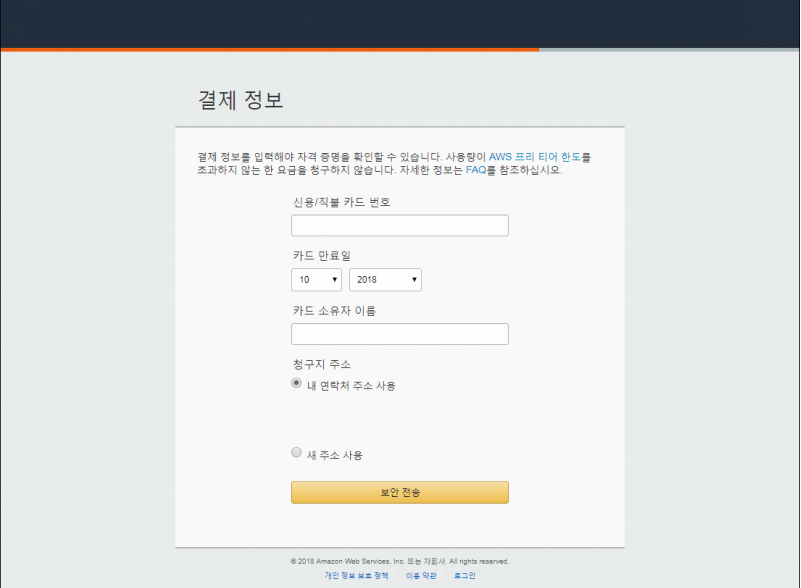 결제 정보
결제 정보를 입력해야 자격 증명을 확인할 수 있습니다. 사용량이 AWS 프리 티어 한도를
초과하지 않는 한 요금을 청구하지 않습니다. 자세한 정보는 FAQ를 참조하십시오.
신용/직불 카드 번호
카드 만료일
10 2018
카드 소유자 이름
청구지 주소
내 연락처 주소 사용
새 주소 사용
보안 전송
© 2018 Amazon Web Services, Inc. 또는 자회사. All rights reserved.
개인 정보 보호 정책 | 이용 약관 | 로그인